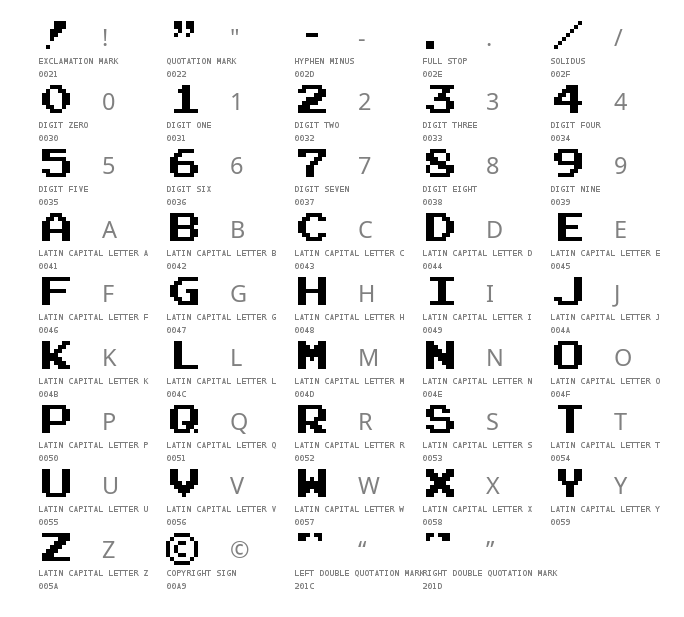 ! ! " " - - . . / /
EXCLAMATION MARK QUOTATION MARK HYPHEN MINUS FULL STOP SOLIDUS
0021 0022 002D 002E 002F
0 0 1 1 2 2 3 3 4 4
DIGIT ZERO DIGIT ONE DIGIT TWO DIGIT THREE DIGIT FOUR
0030 0031 0032 0033 0034
5 5 6 6 7 7 8 8 9 9
DIGIT FIVE DIGIT SIX DIGIT SEVEN DIGIT EIGHT DIGIT NINE
0035 0036 0037 0038 0039
A A B B C C D D E E
LATIN CAPITAL LETTER A LATIN CAPITAL LETTER B LATIN CAPITAL LETTER C LATIN CAPITAL LETTER D LATIN CAPITAL LETTER E
0041 0042 0043 0044 0045
F F G G H H I I J J
LATIN CAPITAL LETTER F LATIN CAPITAL LETTER G LATIN CAPITAL LETTER H LATIN CAPITAL LETTER I LATIN CAPITAL LETTER J
0046 0047 0048 0049 004A
K K L L M M N N O O
LATIN CAPITAL LETTER K LATIN CAPITAL LETTER L LATIN CAPITAL LETTER M LATIN CAPITAL LETTER N LATIN CAPITAL LETTER O
004B 004C 004D 004E 004F
P P Q Q R R S S T T
LATIN CAPITAL LETTER P LATIN CAPITAL LETTER Q LATIN CAPITAL LETTER R LATIN CAPITAL LETTER S LATIN CAPITAL LETTER T
0050 0051 0052 0053 0054
U U V V W W X X Y Y
LATIN CAPITAL LETTER U LATIN CAPITAL LETTER V LATIN CAPITAL LETTER W LATIN CAPITAL LETTER X LATIN CAPITAL LETTER Y
0055 0056 0057 0058 0059
Z Z © © “ “ ” ”
LATIN CAPITAL LETTER Z COPYRIGHT SIGN LEFT DOUBLE QUOTATION MARK RIGHT DOUBLE QUOTATION MARK
005A 00A9 201C 201D